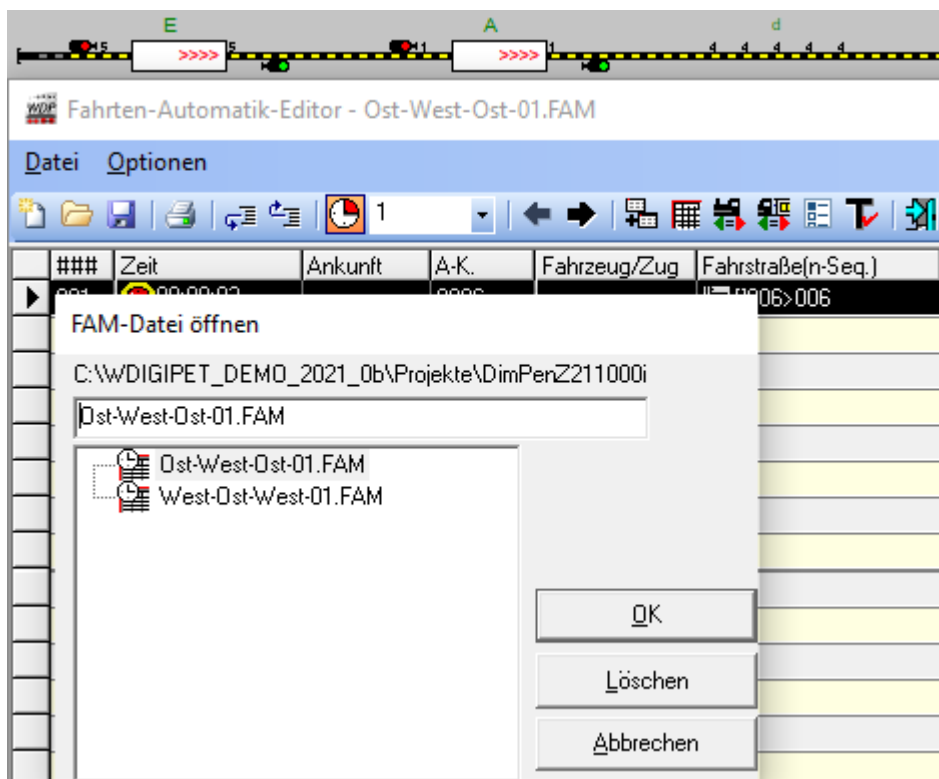 E A d
5 >>>> 5 1 >>>> 1 4 4 4 4 4
WDP Fahrten-Automatik-Editor - Ost-West-Ost-01.FAM
Datei Optionen
1
### Zeit Ankunft A-K. Fahrzeug/Zug Fahrstraße(n-Seq.)
06>006
FAM-Datei öffnen
C:\WDIGIPET_DEMO_2021_0b\Projekte\DimPenZ211000i
Ost-West-Ost-01.FAM
Ost-West-Ost-01.FAM
West-Ost-West-01.FAM
OK
Löschen
Abbrechen